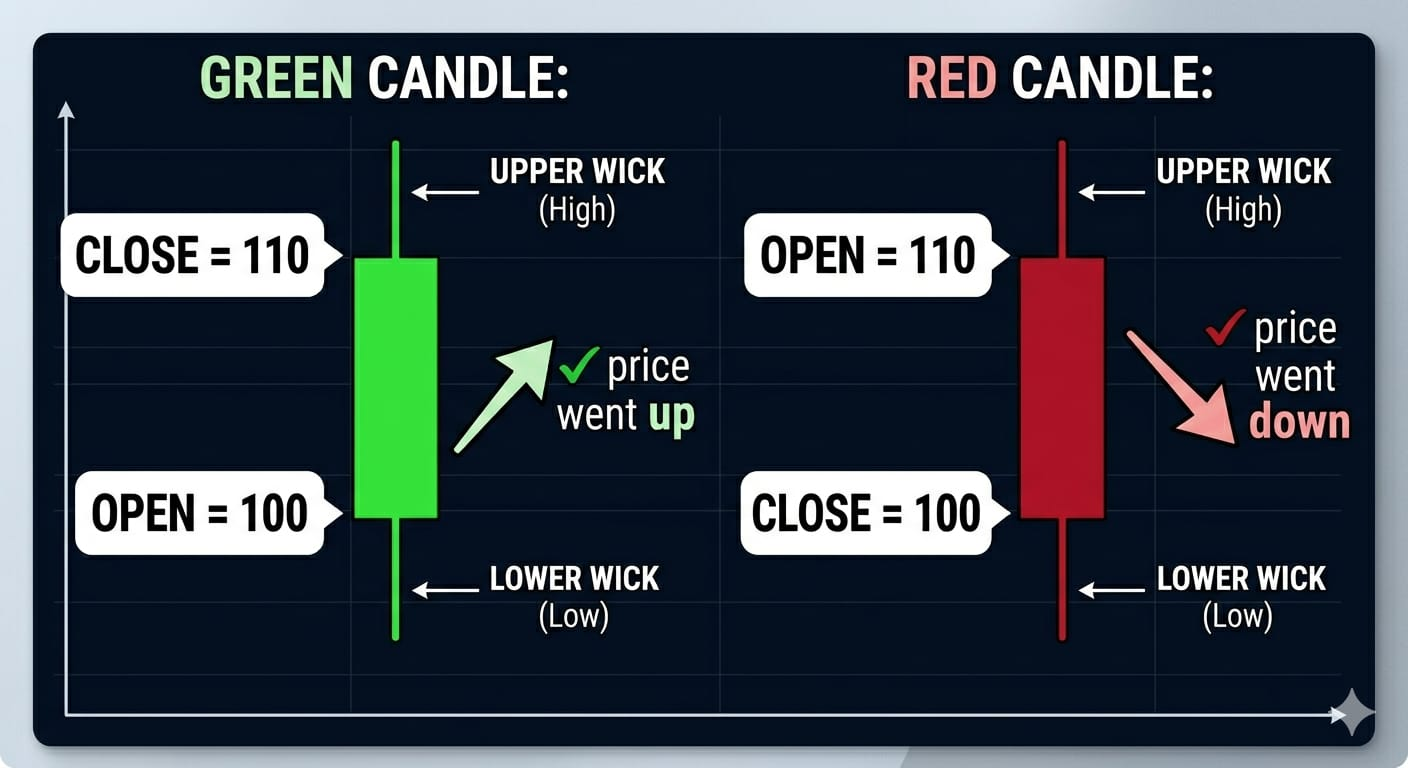 GREEN CANDLE:
UPPER WICK
(High)
CLOSE = 110
✓ price
went up
OPEN = 100
LOWER WICK
(Low)
RED CANDLE:
UPPER WICK
(High)
OPEN = 110
✓ price
went
down
CLOSE = 100
LOWER WICK
(Low)